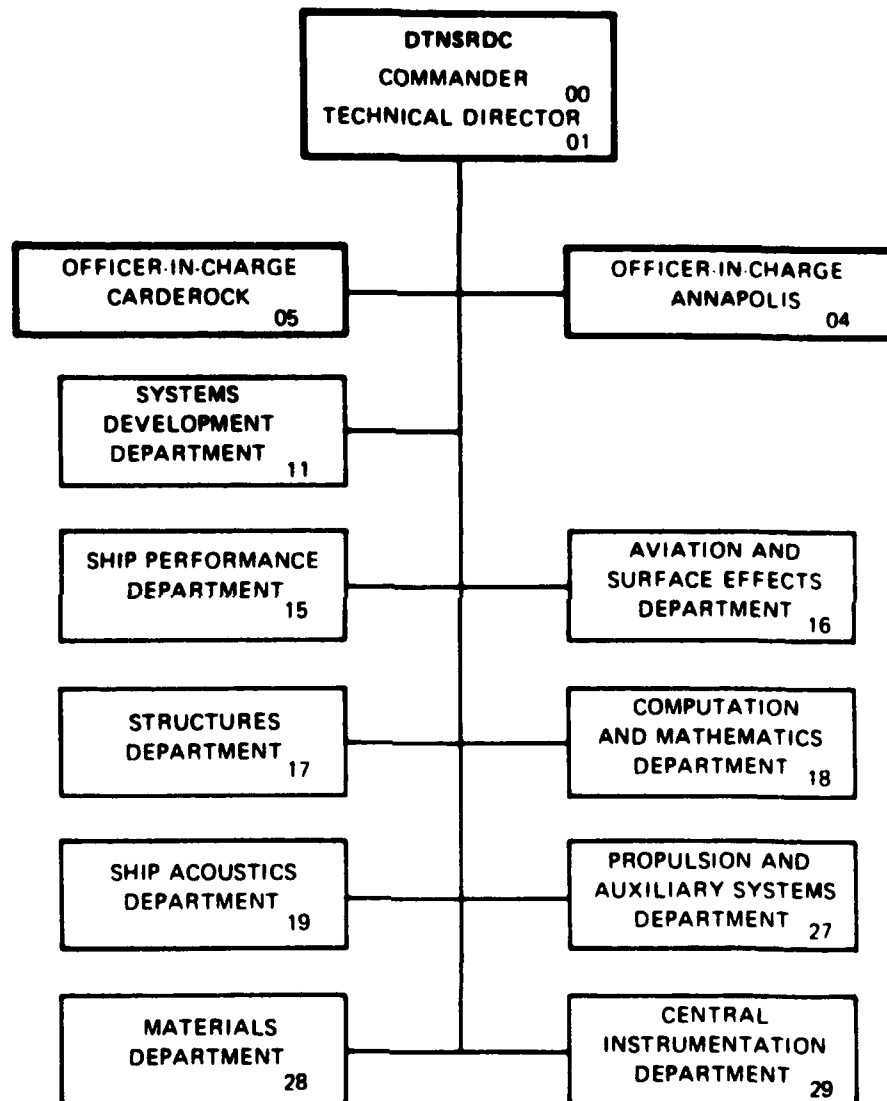 DTNSRDC
COMMANDER
00
TECHNICAL DIRECTOR
01
OFFICER-IN-CHARGE
CARDEROCK
05
OFFICER-IN-CHARGE
ANNAPOLIS
04
SYSTEMS
DEVELOPMENT
DEPARTMENT
11
SHIP PERFORMANCE
DEPARTMENT
15
AVIATION AND
SURFACE EFFECTS
DEPARTMENT
16
STRUCTURES
DEPARTMENT
17
COMPUTATION
AND MATHEMATICS
DEPARTMENT
18
SHIP ACOUSTICS
DEPARTMENT
19
PROPULSION AND
AUXILIARY SYSTEMS
DEPARTMENT
27
MATERIALS
DEPARTMENT
28
CENTRAL
INSTRUMENTATION
DEPARTMENT
29